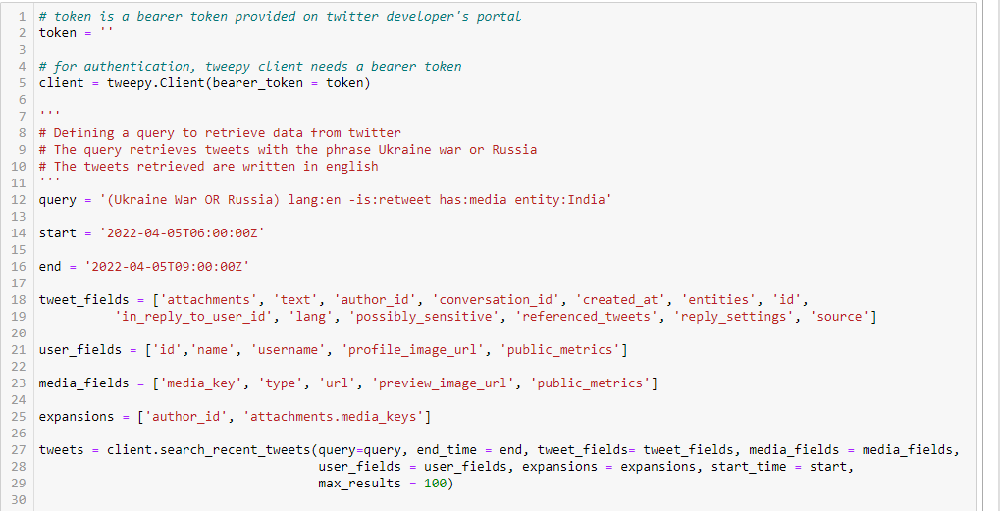 1 # token is a bearer token provided on twitter developer's portal
2 token = ''
3
4 # for authentication, tweepy client needs a bearer token
5 client = tweepy.Client(bearer_token = token)
6
7 '''
8 # Defining a query to retrieve data from twitter
9 # The query retrieves tweets with the phrase Ukraine war or Russia
10 # The tweets retrieved are written in english
11 '''
12 query = '(Ukraine War OR Russia) lang:en -is:retweet has:media entity:India'
13
14 start = '2022-04-05T06:00:00Z'
15
16 end = '2022-04-05T09:00:00Z'
17
18 tweet_fields = ['attachments', 'text', 'author_id', 'conversation_id', 'created_at', 'entities', 'id',
19 'in_reply_to_user_id', 'lang', 'possibly_sensitive', 'referenced_tweets', 'reply_settings', 'source']
20
21 user_fields = ['id','name', 'username', 'profile_image_url', 'public_metrics']
22
23 media_fields = ['media_key', 'type', 'url', 'preview_image_url', 'public_metrics']
24
25 expansions = ['author_id', 'attachments.media_keys']
26
27 tweets = client.search_recent_tweets(query=query, end_time = end, tweet_fields= tweet_fields, media_fields = media_fields,
28 user_fields = user_fields, expansions = expansions, start_time = start,
29 max_results = 100)
30